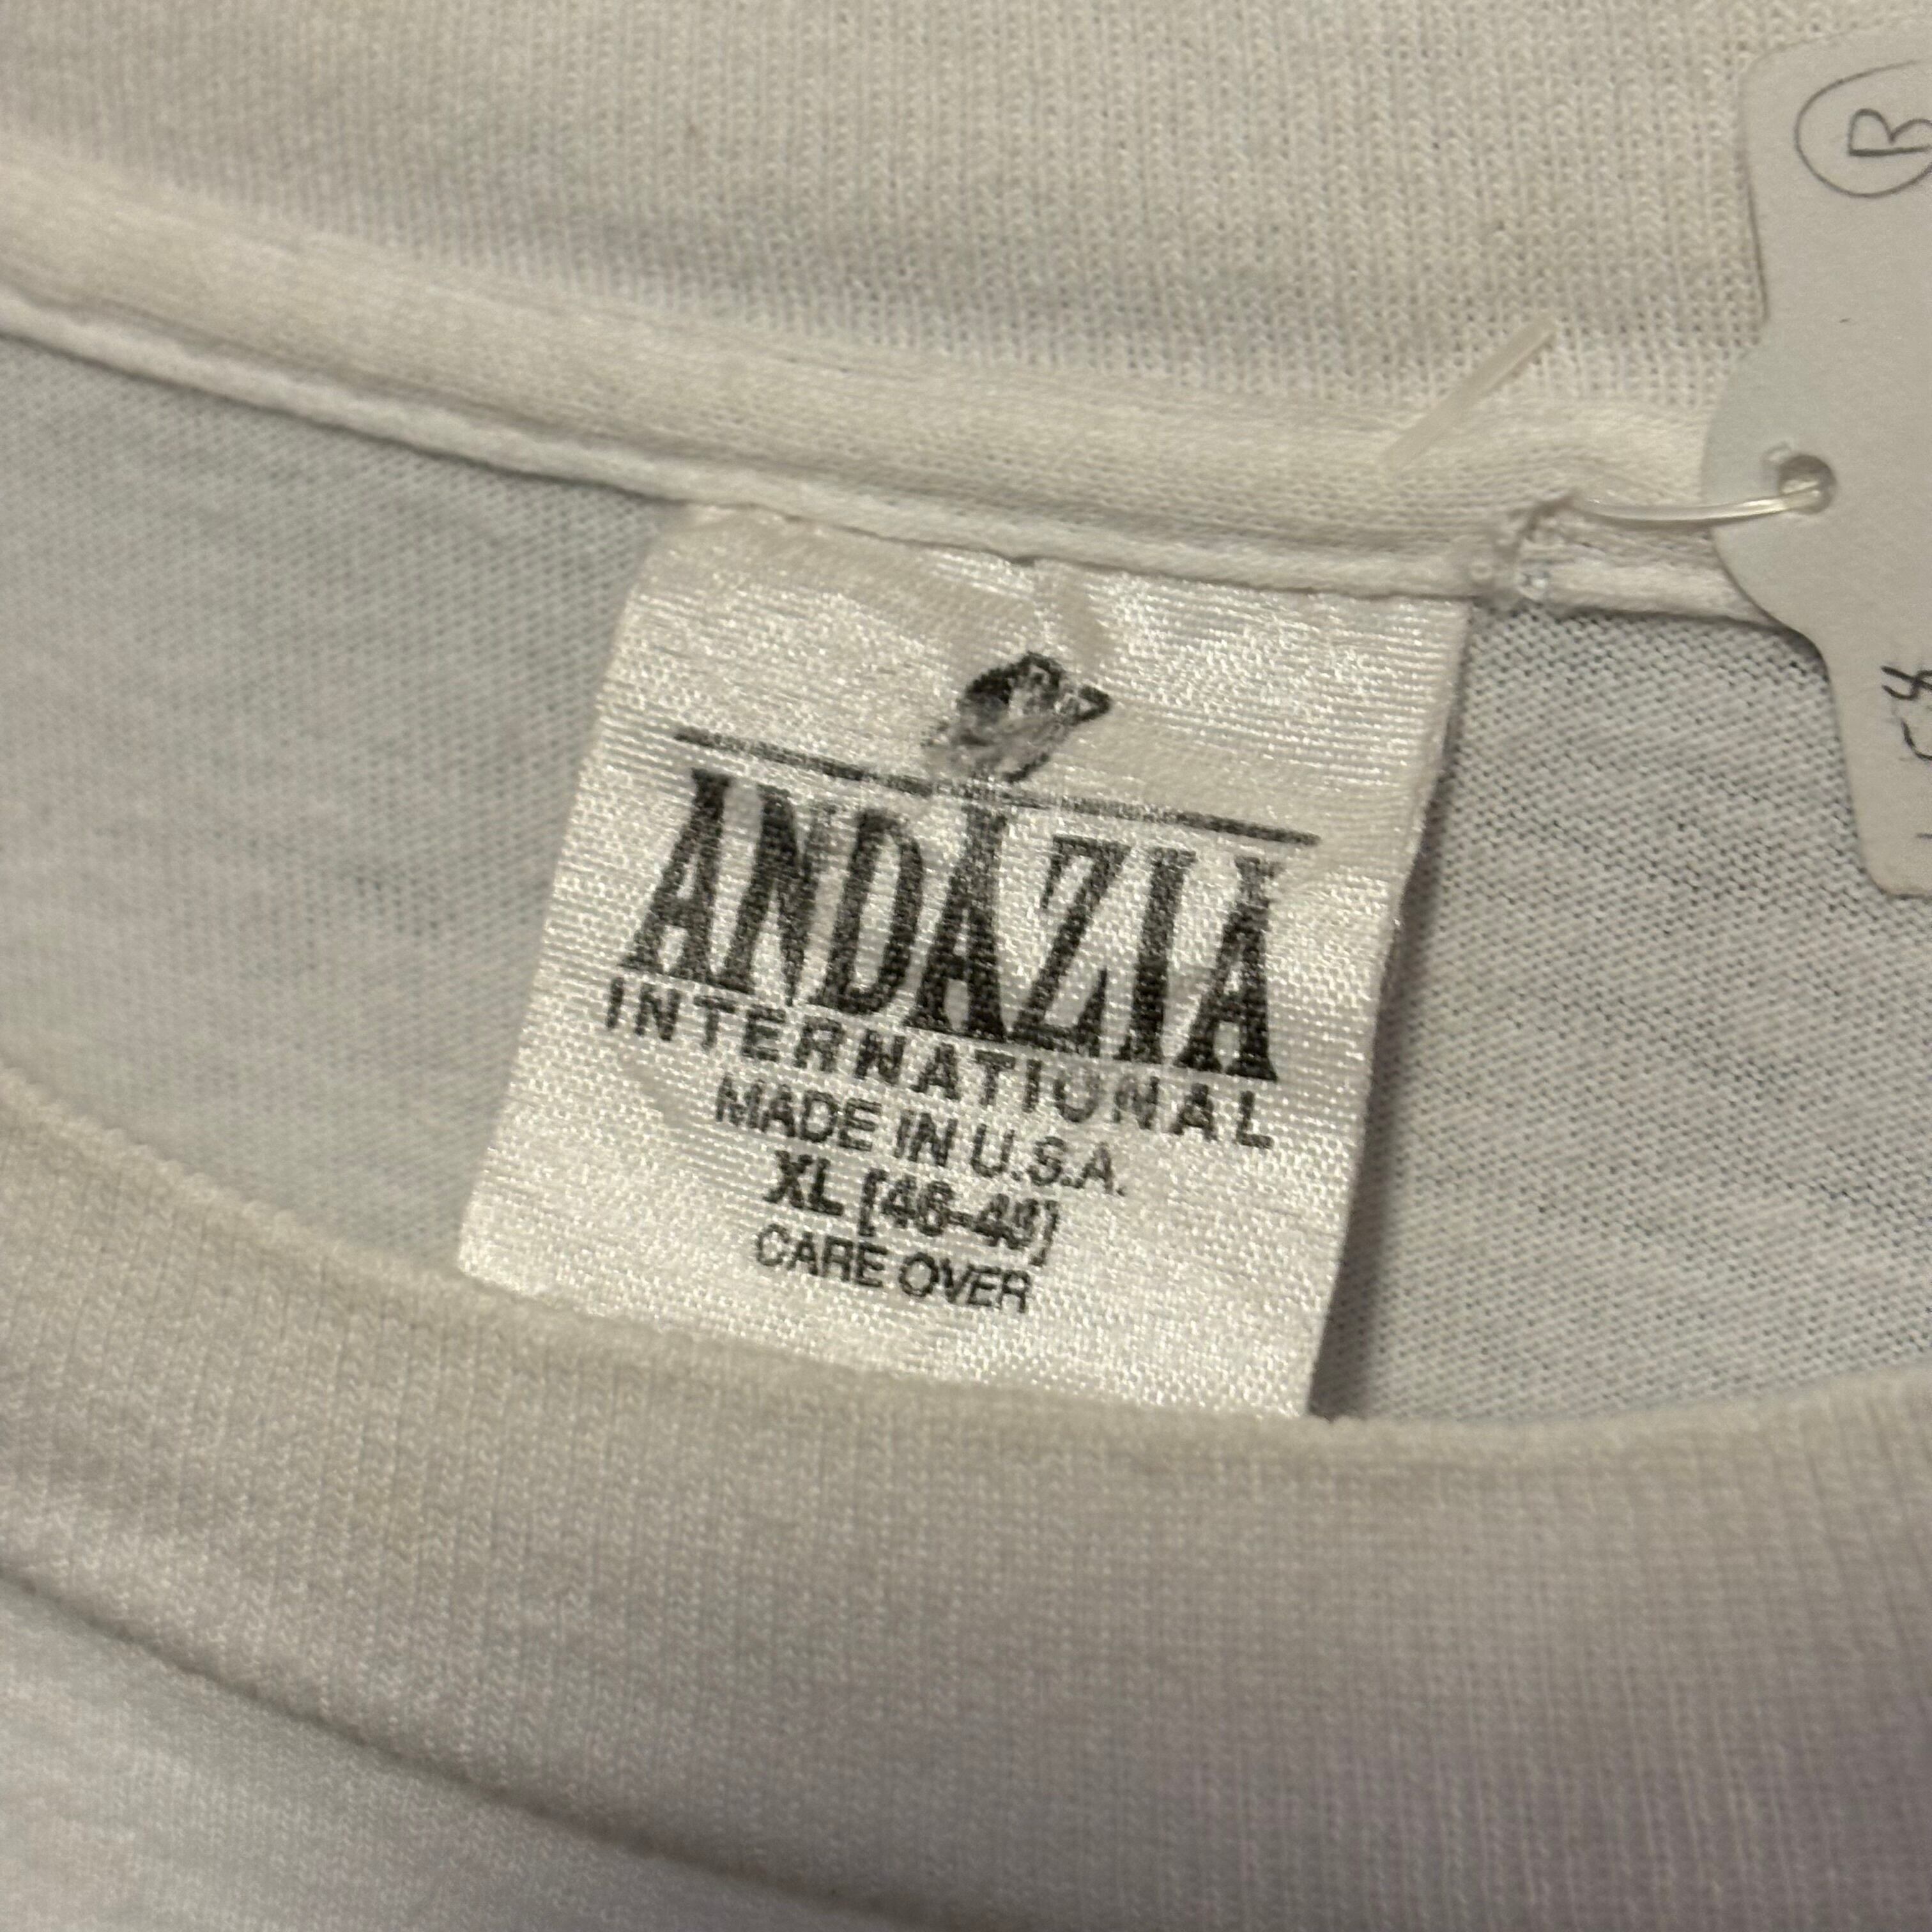 ANDAZIA
INTERNATIONAL
MADE IN U.S.A.
XL [46-48]
CARE OVER
B